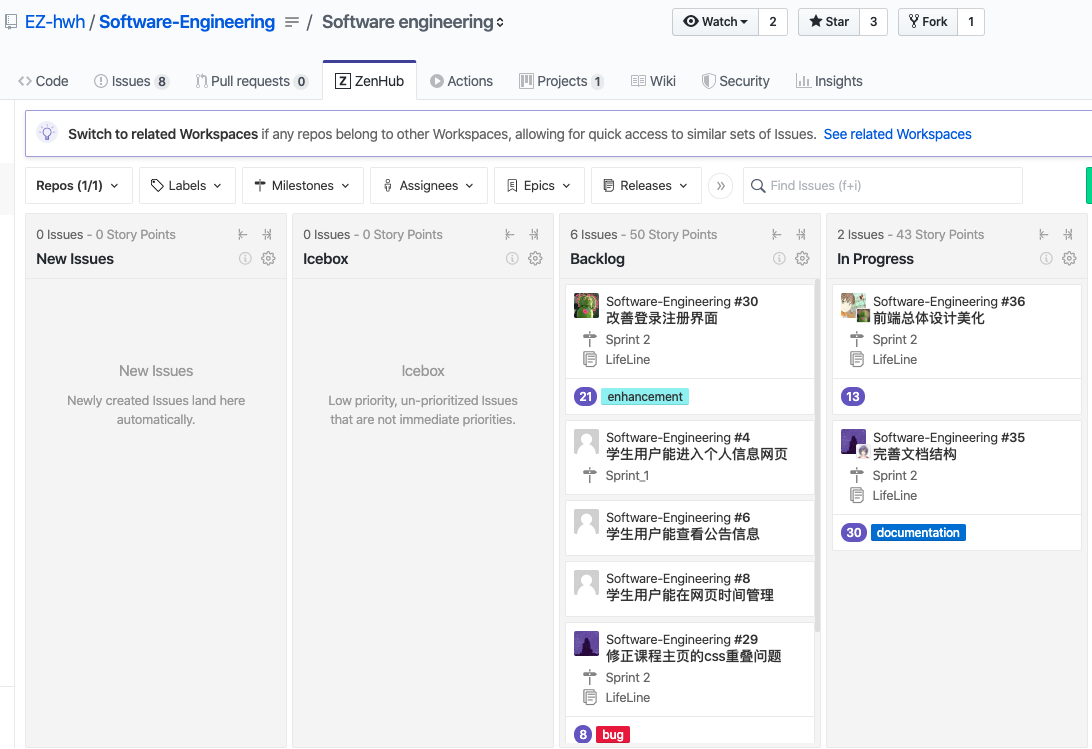 EZ-hwh / Software-Engineering / Software engineering
Watch 2 Star 3 Fork 1
Code Issues 8 Pull requests 0 ZenHub Actions Projects 1 Wiki Security Insights
Switch to related Workspaces if any repos belong to other Workspaces, allowing for quick access to similar sets of Issues. See related Workspaces
Repos (1/1) Labels Milestones Assignees Epics Releases Find Issues (f+i)
0 Issues - 0 Story Points
New Issues
New Issues
Newly created Issues land here
automatically.
0 Issues - 0 Story Points
Icebox
Icebox
Low priority, un-prioritized Issues
that are not immediate priorities.
6 Issues - 50 Story Points
Backlog
Software-Engineering #30
改善登录注册界面
Sprint 2
LifeLine
21 enhancement
Software-Engineering #4
学生用户能进入个人信息网页
Sprint_1
Software-Engineering #6
学生用户能查看公告信息
Software-Engineering #8
学生用户能在网页时间管理
Software-Engineering #29
修正课程主页的css重叠问题
Sprint 2
LifeLine
8 bug
2 Issues - 43 Story Points
In Progress
Software-Engineering #36
前端总体设计美化
Sprint 2
LifeLine
13
Software-Engineering #35
完善文档结构
Sprint 2
LifeLine
30 documentation